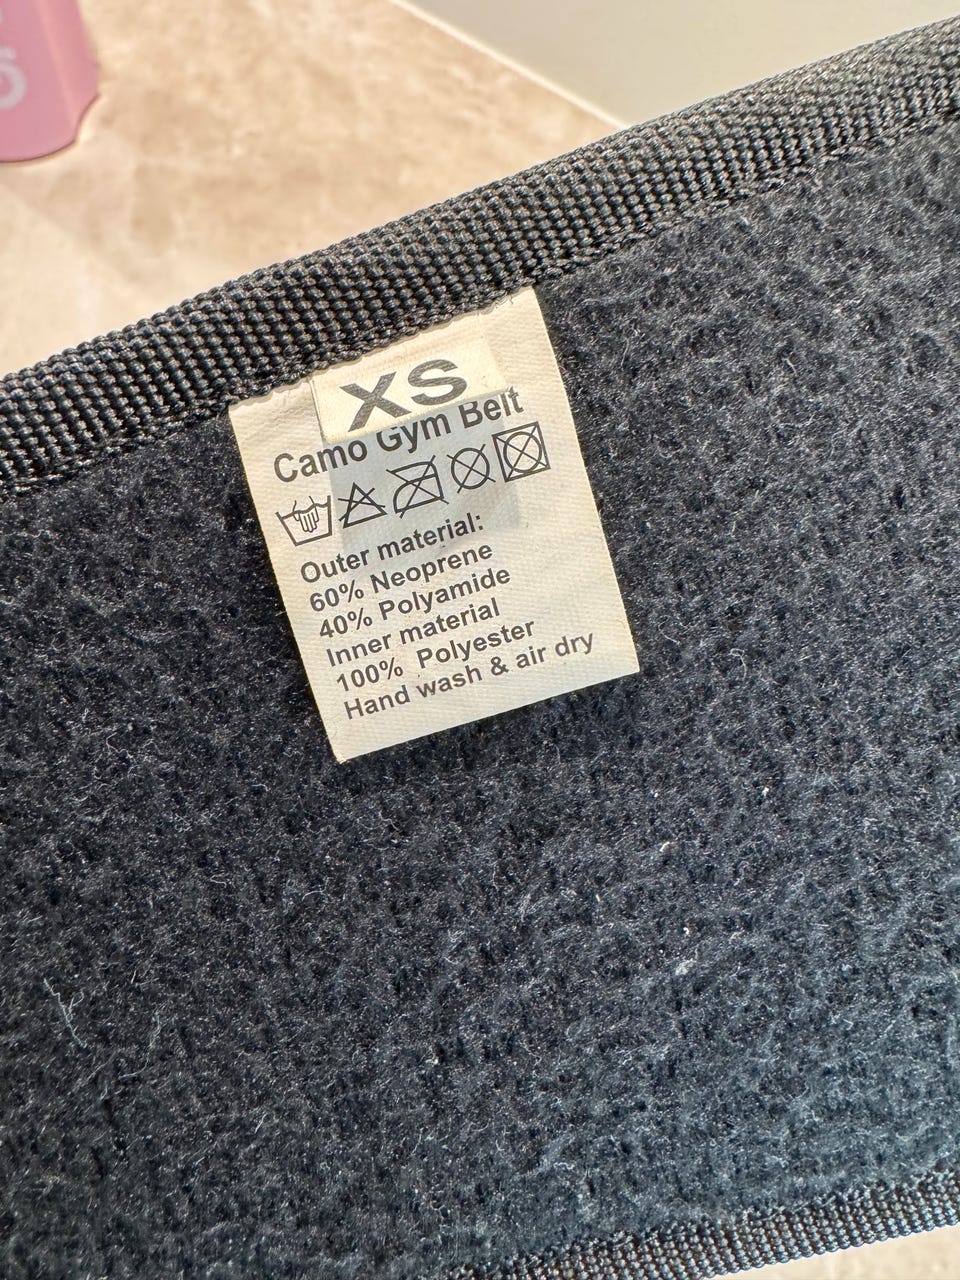 XS
Camo Gym Belt
Outer material:
60% Neoprene
40% Polyamide
Inner material
100% Polyester
Hand wash & air dry